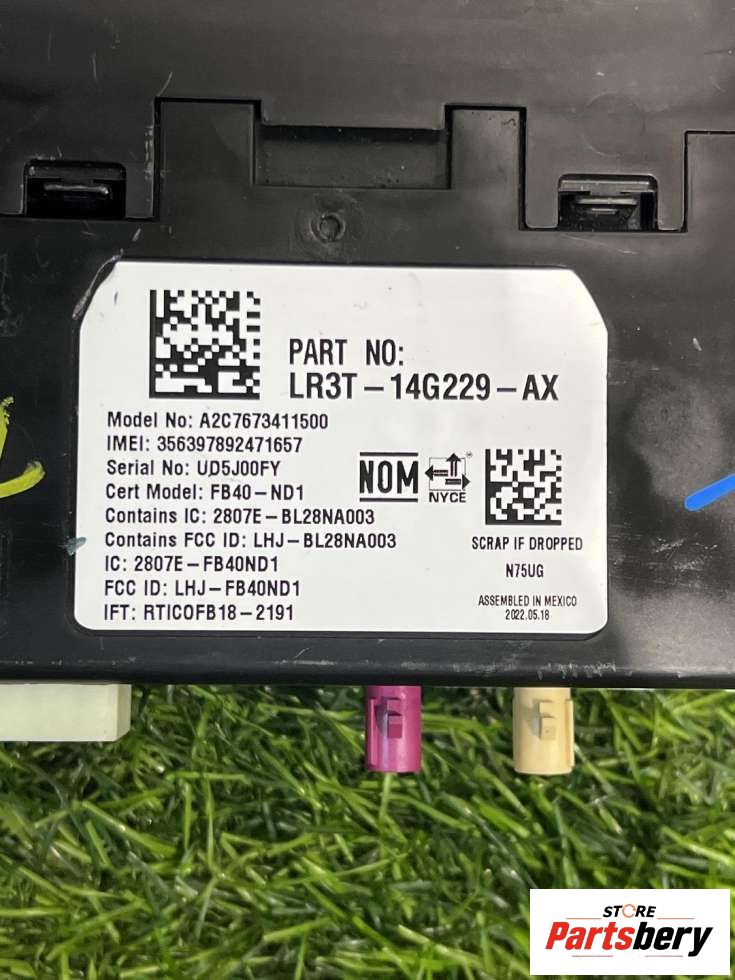 PART NO:
LR3T-14G229-AX
Model No: A2C7673411500
IMEI: 356397892471657
Serial No: UD5J00FY
Cert Model: FB40-ND1
Contains IC: 2807E-BL28NA003
Contains FCC ID: LHJ-BL28NA003
IC: 2807E-FB40ND1
FCC ID: LHJ-FB40ND1
IFT: RTICOFB18-2191
NOM
NYCE
SCRAP IF DROPPED
N75UG
ASSEMBLED IN MEXICO
2022.05.18
STORE
Partsbery